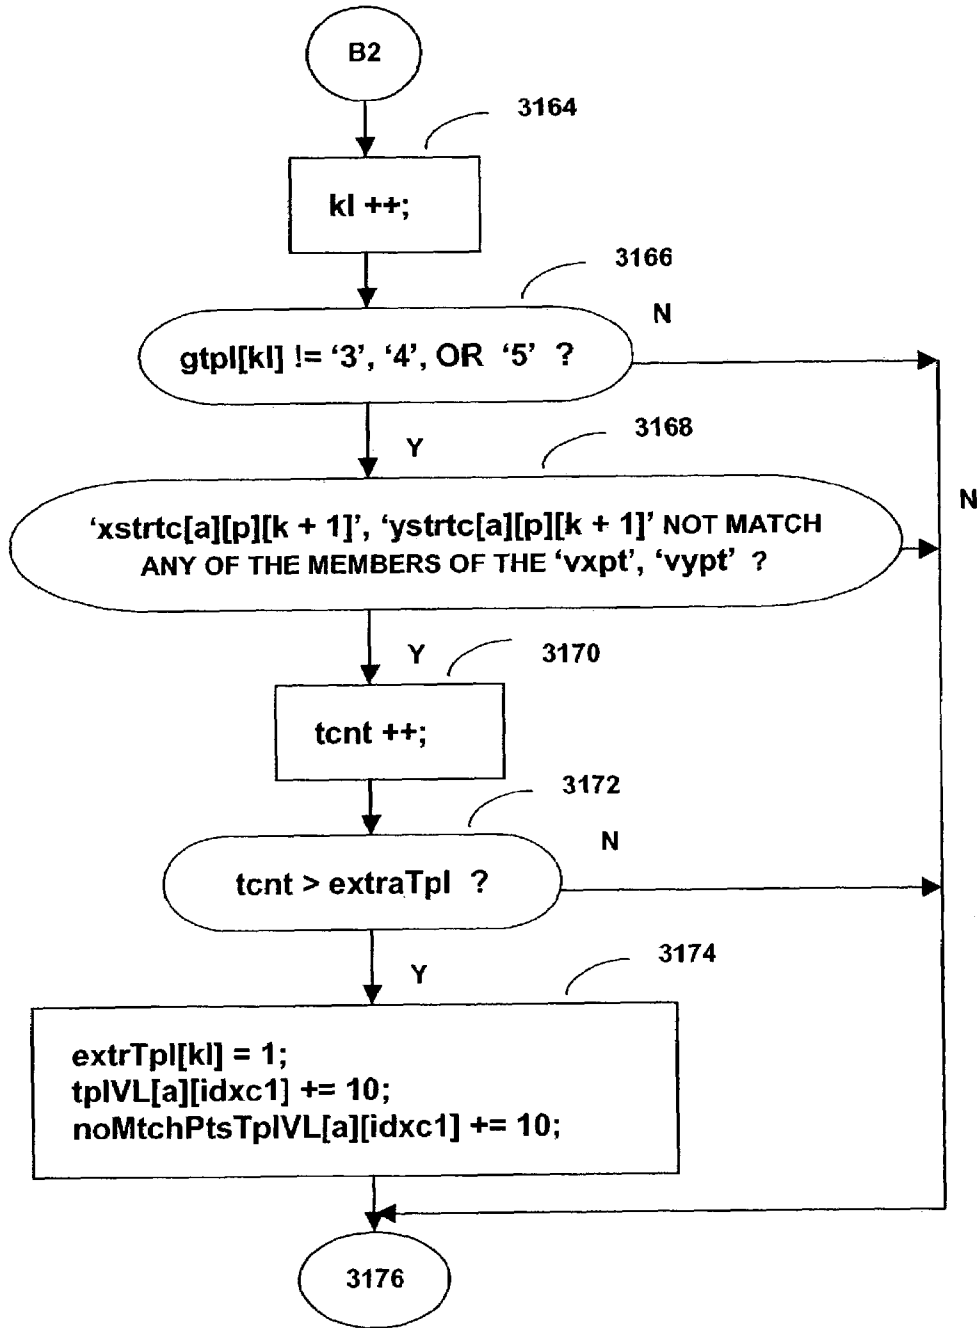 B2
3164
kl ++;
3166
N
gtpl[kl] != ‘3’, ‘4’, OR ‘5’ ?
Y
3168
N
‘xstrtc[a][p][k + 1]’, ‘ystrtc[a][p][k + 1]’ NOT MATCH
ANY OF THE MEMBERS OF THE ‘vxpt’, ‘vypt’ ?
Y
3170
tcnt ++;
3172
N
tcnt > extraTpl ?
Y
3174
extrTpl[kl] = 1;
tplVL[a][idxc1] += 10;
noMtchPtsTplVL[a][idxc1] += 10;
3176